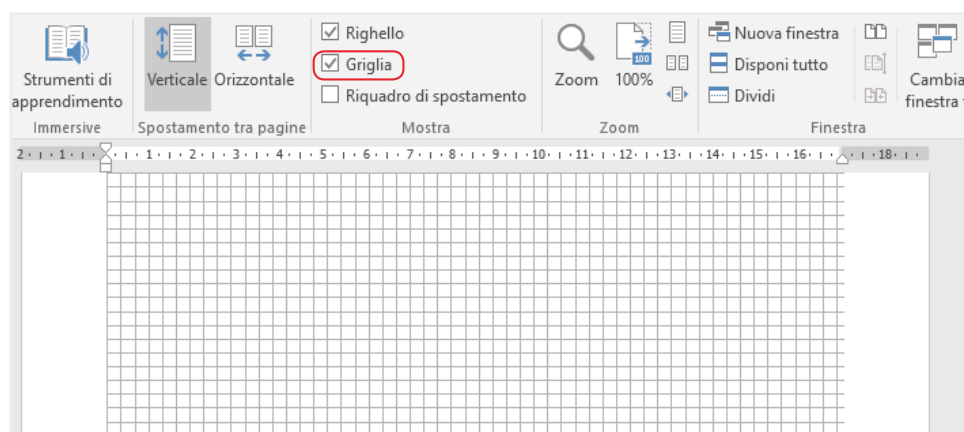 Strumenti di
apprendimento
Immersive
Verticale Orizzontale
Spostamento tra pagine
Righello
Griglia
Riquadro di spostamento
Mostra
Zoom
100
100%
Zoom
Nuova finestra
Disponi tutto
Dividi
Cambia
finestra
Finestra
2 1 1 2 3 4 5 6 7 8 9 10 11 12 13 14 15 16 18